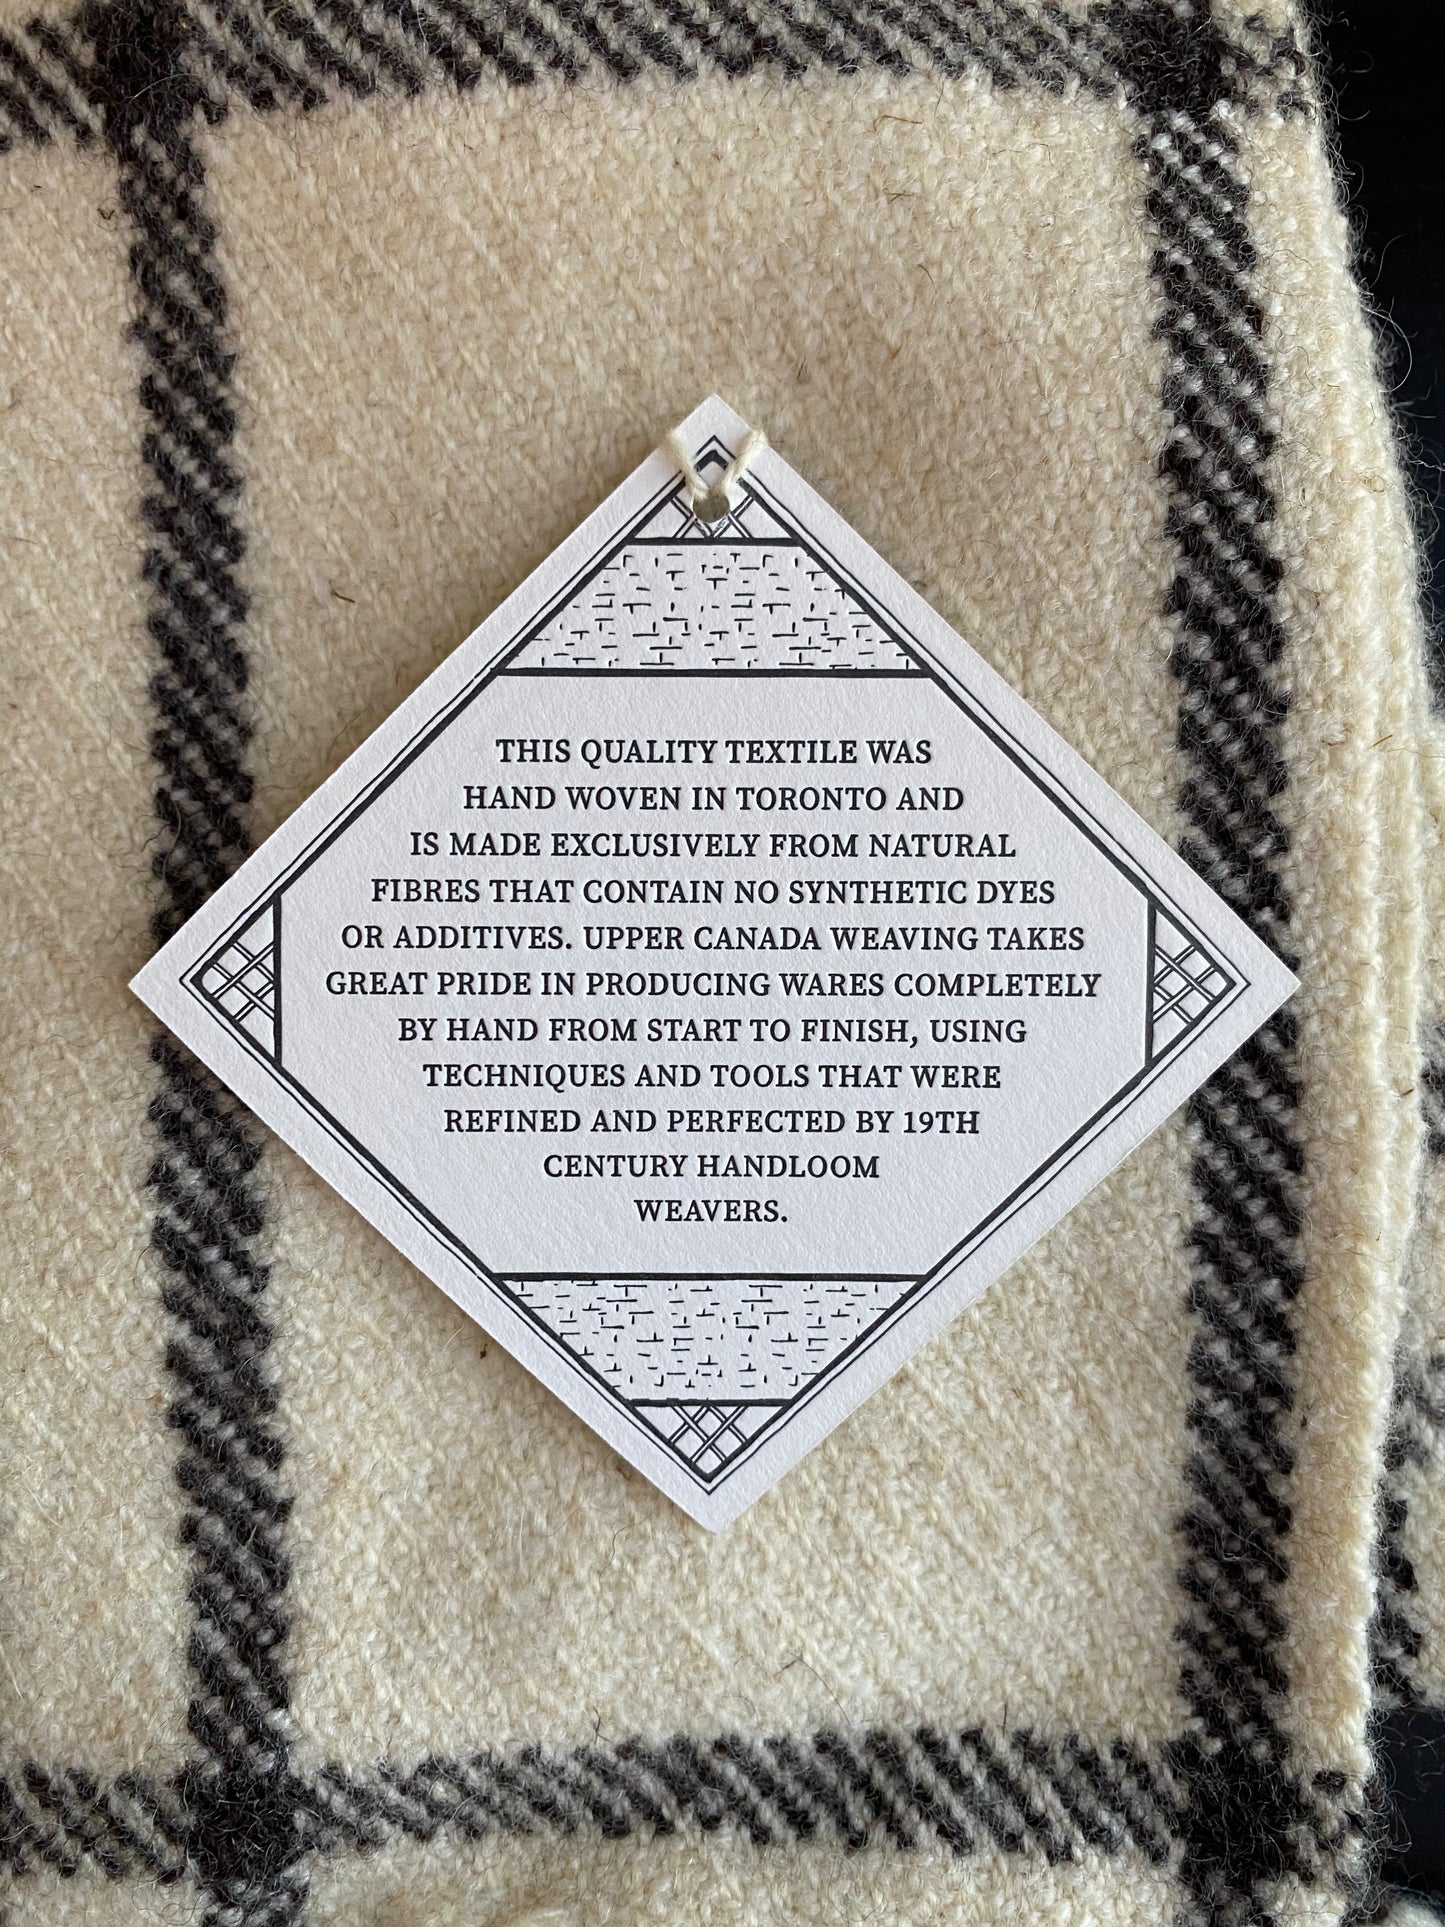 THIS QUALITY TEXTILE WAS
HAND WOVEN IN TORONTO AND
IS MADE EXCLUSIVELY FROM NATURAL
FIBRES THAT CONTAIN NO SYNTHETIC DYES
OR ADDITIVES. UPPER CANADA WEAVING TAKES
GREAT PRIDE IN PRODUCING WARES COMPLETELY
BY HAND FROM START TO FINISH, USING
TECHNIQUES AND TOOLS THAT WERE
REFINED AND PERFECTED BY 19TH
CENTURY HANDLOOM
WEAVERS.